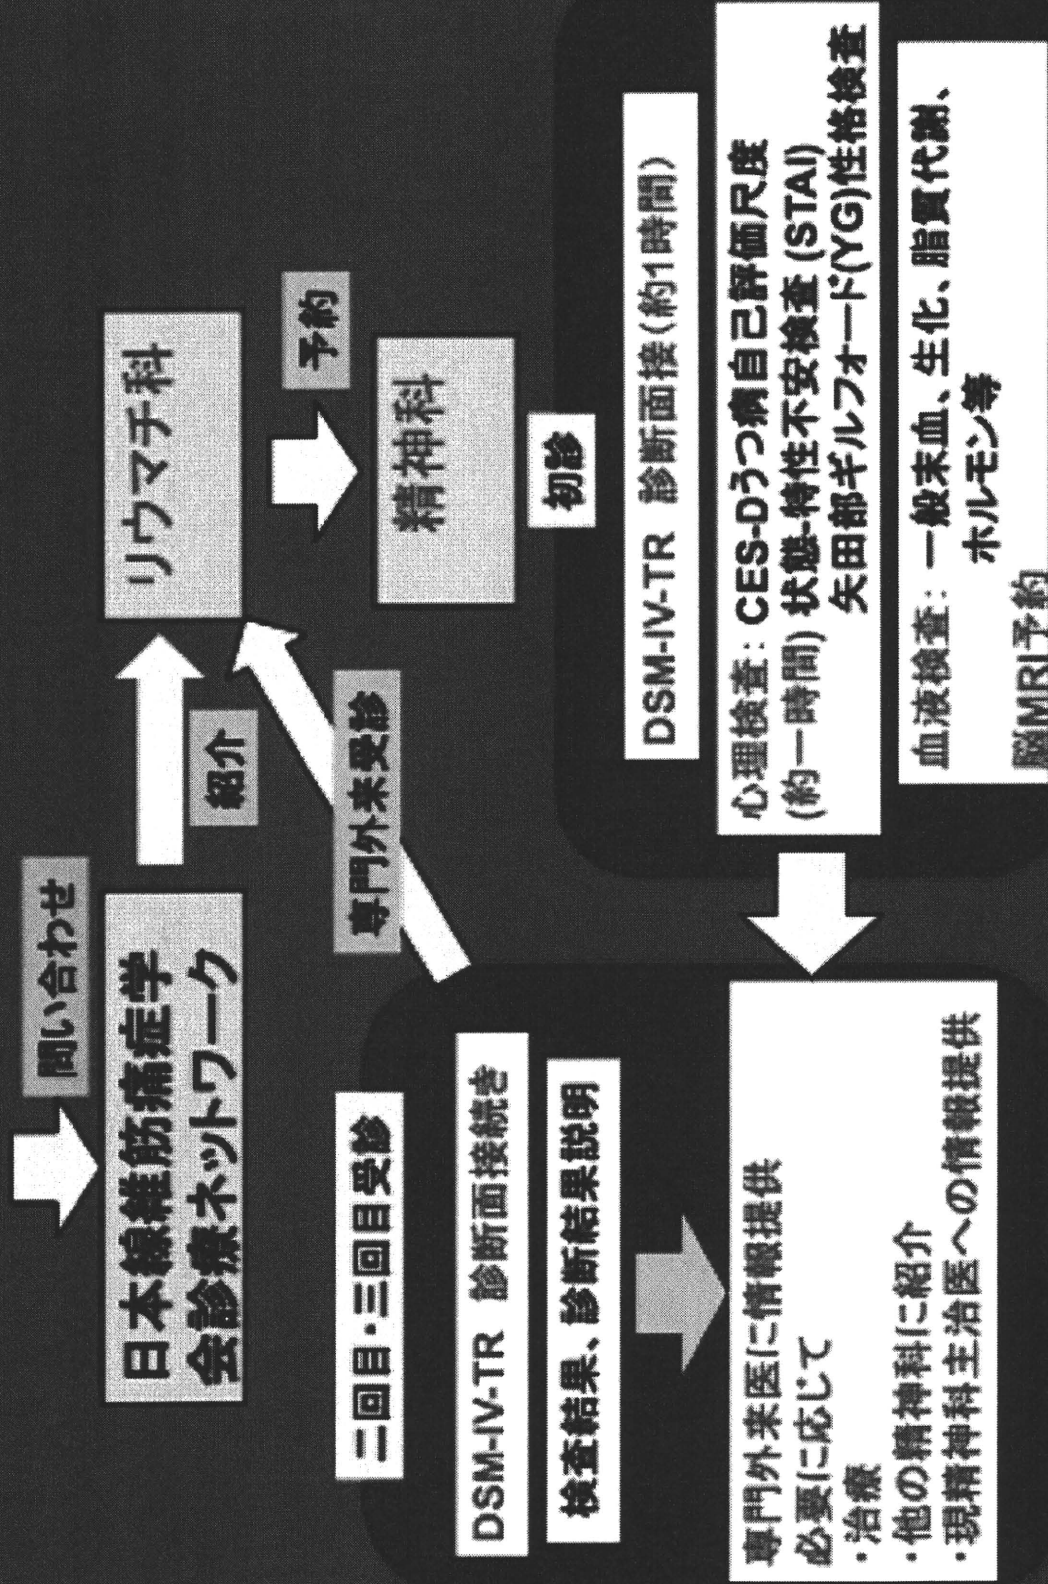 問い合わせ
日本線維筋痛症学
会診療ネットワーク
紹介
リウマチ科
予約
精神科
初診
DSM-IV-TR 診断面接(約1時間)
心理検査: CES-Dうつ病自己評価尺度
(約一時間) 状態-特性不安検査 (STAI)
矢田部ギルフォード(YG)性格検査
血液検査: 一般末血、生化、脂質代謝、
ホルモン等
脳MRI予約
専門外来受診
二回目・三回目受診
DSM-IV-TR 診断面接続き
検査結果、診断結果説明
専門外来医に情報提供
必要に応じて
・治療
・他の精神科に紹介
・現精神科主治医への情報提供